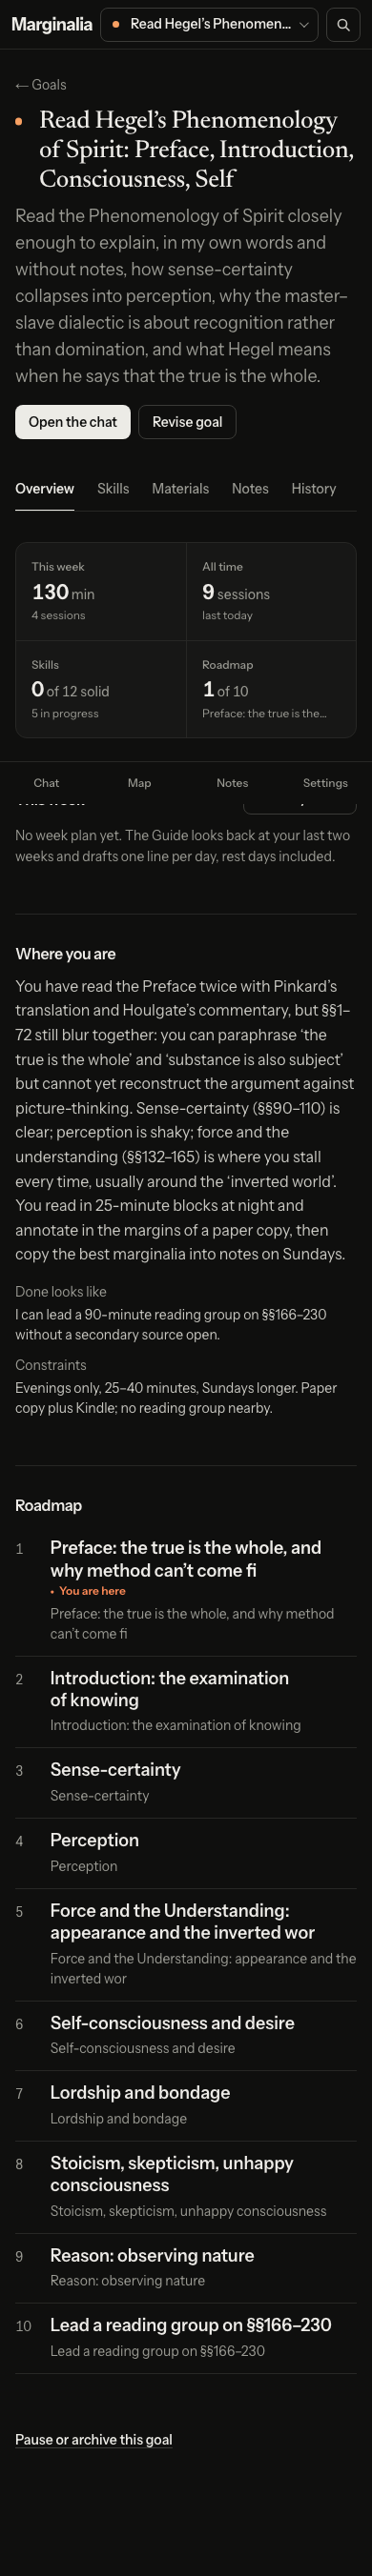 Marginalia
Read Hegel’s Phenomen...
← Goals
Read Hegel’s Phenomenology
of Spirit: Preface, Introduction,
Consciousness, Self
Read the Phenomenology of Spirit closely
enough to explain, in my own words and
without notes, how sense-certainty
collapses into perception, why the master–
slave dialectic is about recognition rather
than domination, and what Hegel means
when he says that the true is the whole.
Open the chat
Revise goal
Overview
Skills
Materials
Notes
History
This week
130 min
4 sessions
All time
9 sessions
last today
Skills
0 of 12 solid
5 in progress
Roadmap
1 of 10
Preface: the true is the…
Chat
Map
Notes
Settings
No week plan yet. The Guide looks back at your last two
weeks and drafts one line per day, rest days included.
Where you are
You have read the Preface twice with Pinkard’s
translation and Houlgate’s commentary, but §§1–
72 still blur together: you can paraphrase ‘the
true is the whole’ and ‘substance is also subject’
but cannot yet reconstruct the argument against
picture-thinking. Sense-certainty (§§90–110) is
clear; perception is shaky; force and the
understanding (§§132–165) is where you stall
every time, usually around the ‘inverted world’.
You read in 25-minute blocks at night and
annotate in the margins of a paper copy, then
copy the best marginalia into notes on Sundays.
Done looks like
I can lead a 90-minute reading group on §§166–230
without a secondary source open.
Constraints
Evenings only, 25–40 minutes, Sundays longer. Paper
copy plus Kindle; no reading group nearby.
Roadmap
1
Preface: the true is the whole, and
why method can’t come fi
• You are here
Preface: the true is the whole, and why method
can’t come fi
2
Introduction: the examination
of knowing
Introduction: the examination of knowing
3
Sense-certainty
Sense-certainty
4
Perception
Perception
5
Force and the Understanding:
appearance and the inverted wor
Force and the Understanding: appearance and the
inverted wor
6
Self-consciousness and desire
Self-consciousness and desire
7
Lordship and bondage
Lordship and bondage
8
Stoicism, skepticism, unhappy
consciousness
Stoicism, skepticism, unhappy consciousness
9
Reason: observing nature
Reason: observing nature
10
Lead a reading group on §§166–230
Lead a reading group on §§166–230
Pause or archive this goal